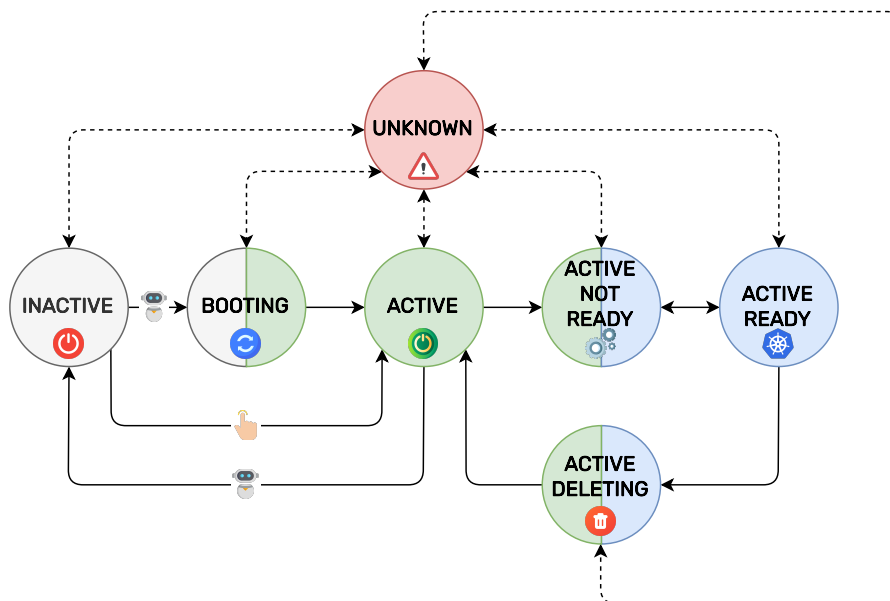 UNKNOWN
INACTIVE
BOOTING
ACTIVE
ACTIVE
NOT
READY
ACTIVE
READY
ACTIVE
DELETING